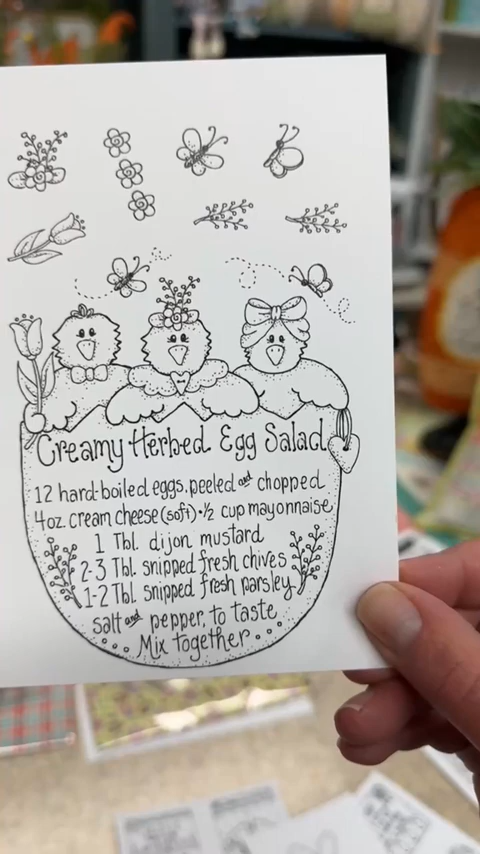 Creamy Herbed Egg Salad
12 hard-boiled eggs, peeled and chopped
4oz. cream cheese (soft) • 1/2 cup mayonnaise
1 Tbl. dijon mustard
2-3 Tbl. snipped fresh chives
1-2 Tbl. snipped fresh parsley
salt and pepper, to taste
Mix together